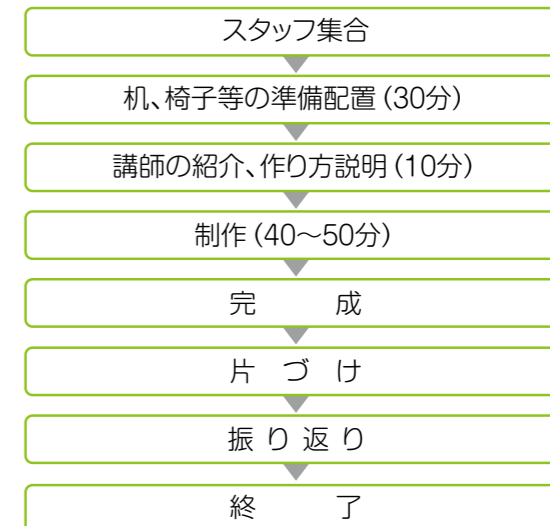 スタッフ集合
机、椅子等の準備配置(30分)
講師の紹介、作り方説明(10分)
制作(40〜50分)
完　成
片づけ
振り返り
終　了